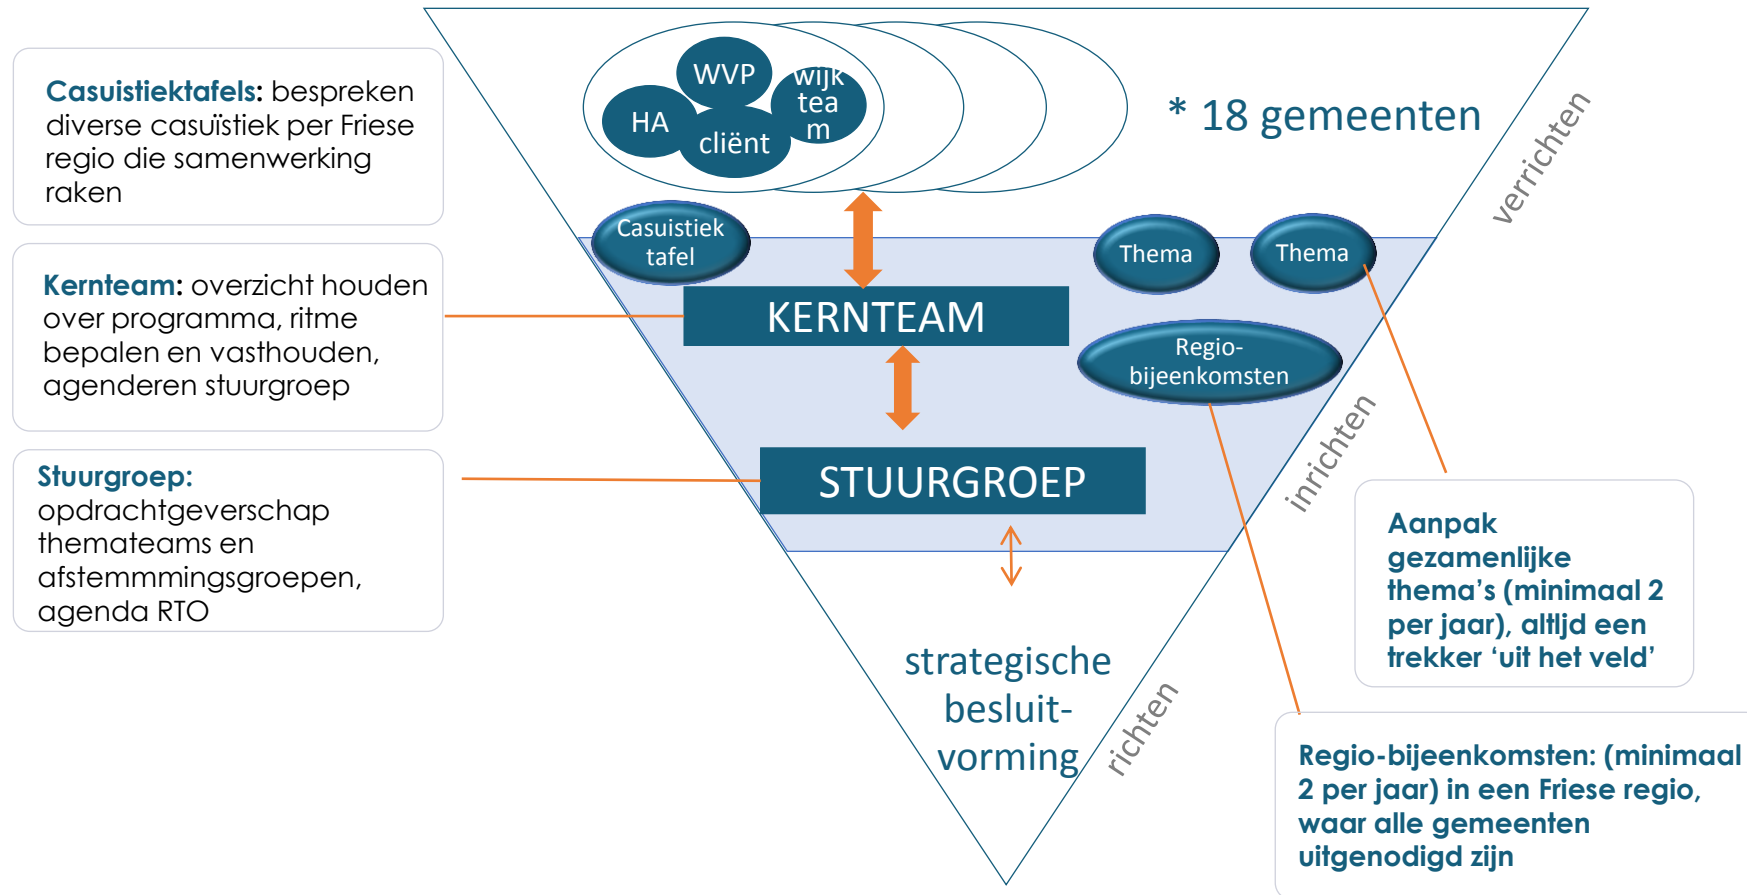 Casuistiektafels: bespreken
diverse casuïstiek per Friese
regio die samenwerking
raken
Kernteam: overzicht houden
over programma, ritme
bepalen en vasthouden,
agenderen stuurgroep
Stuurgroep:
opdrachtgeverschap
themateams en
afstemmmingsgroepen,
agenda RTO
WVP
wijk
tea
m
HA
cliënt
* 18 gemeenten
verrichten
Casuistiek
tafel
Thema
Thema
KERNTEAM
Regio-
bijeenkomsten
inrichten
STUURGROEP
strategische
besluit-
vorming
richten
Aanpak
gezamenlijke
thema’s (minimaal 2
per jaar), altljd een
trekker ‘uit het veld’
Regio-bijeenkomsten: (minimaal
2 per jaar) in een Friese regio,
waar alle gemeenten
uitgenodigd zijn